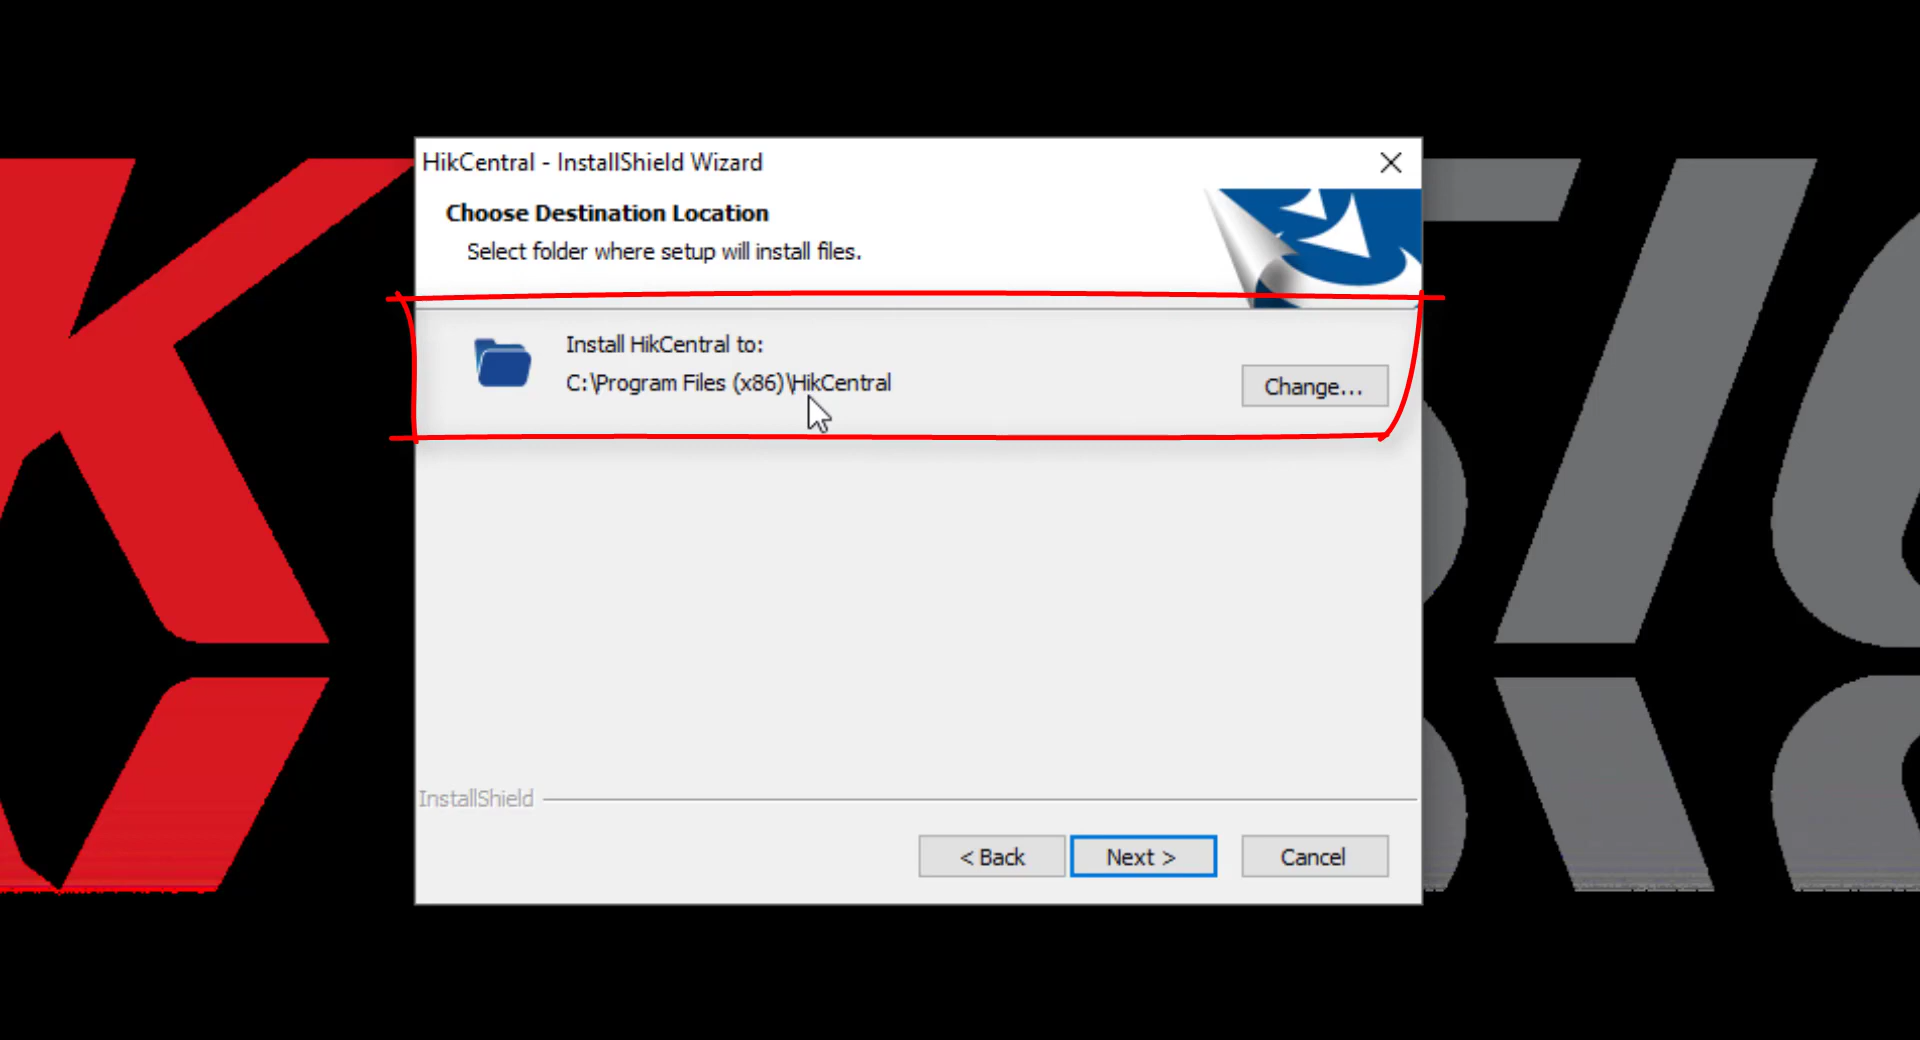 HikCentral - InstallShield Wizard
Choose Destination Location
Select folder where setup will install files.
Install HikCentral to:
C:\Program Files (x86)\HikCentral
Change...
InstallShield
< Back
Next >
Cancel